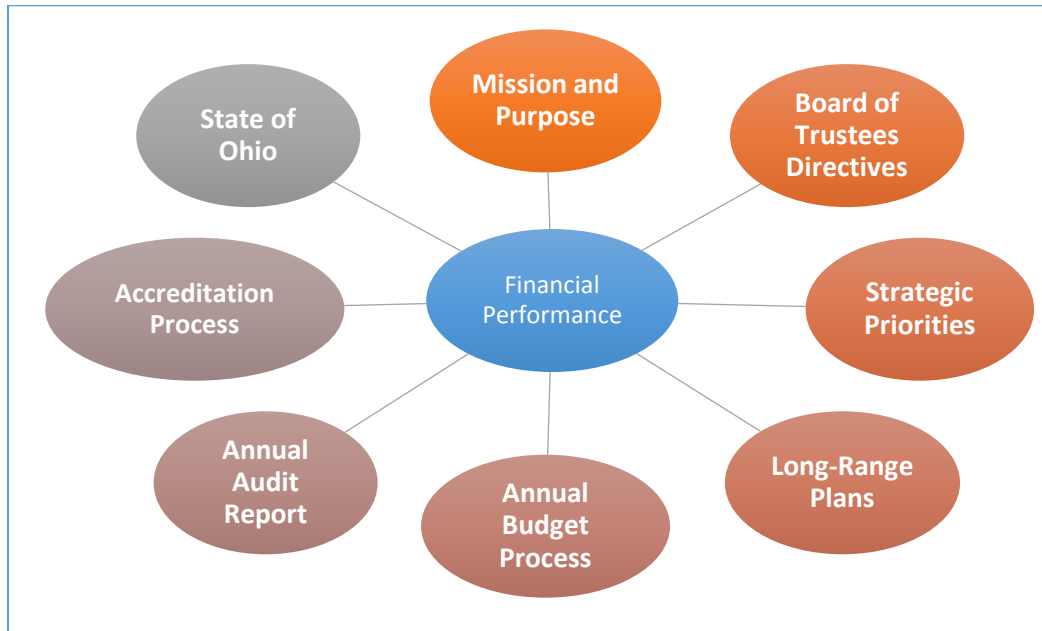 Mission and
Purpose
Board of
Trustees
Directives
Strategic
Priorities
Long-Range
Plans
Annual
Budget
Process
Annual
Audit
Report
Accreditation
Process
State of
Ohio
Financial
Performance